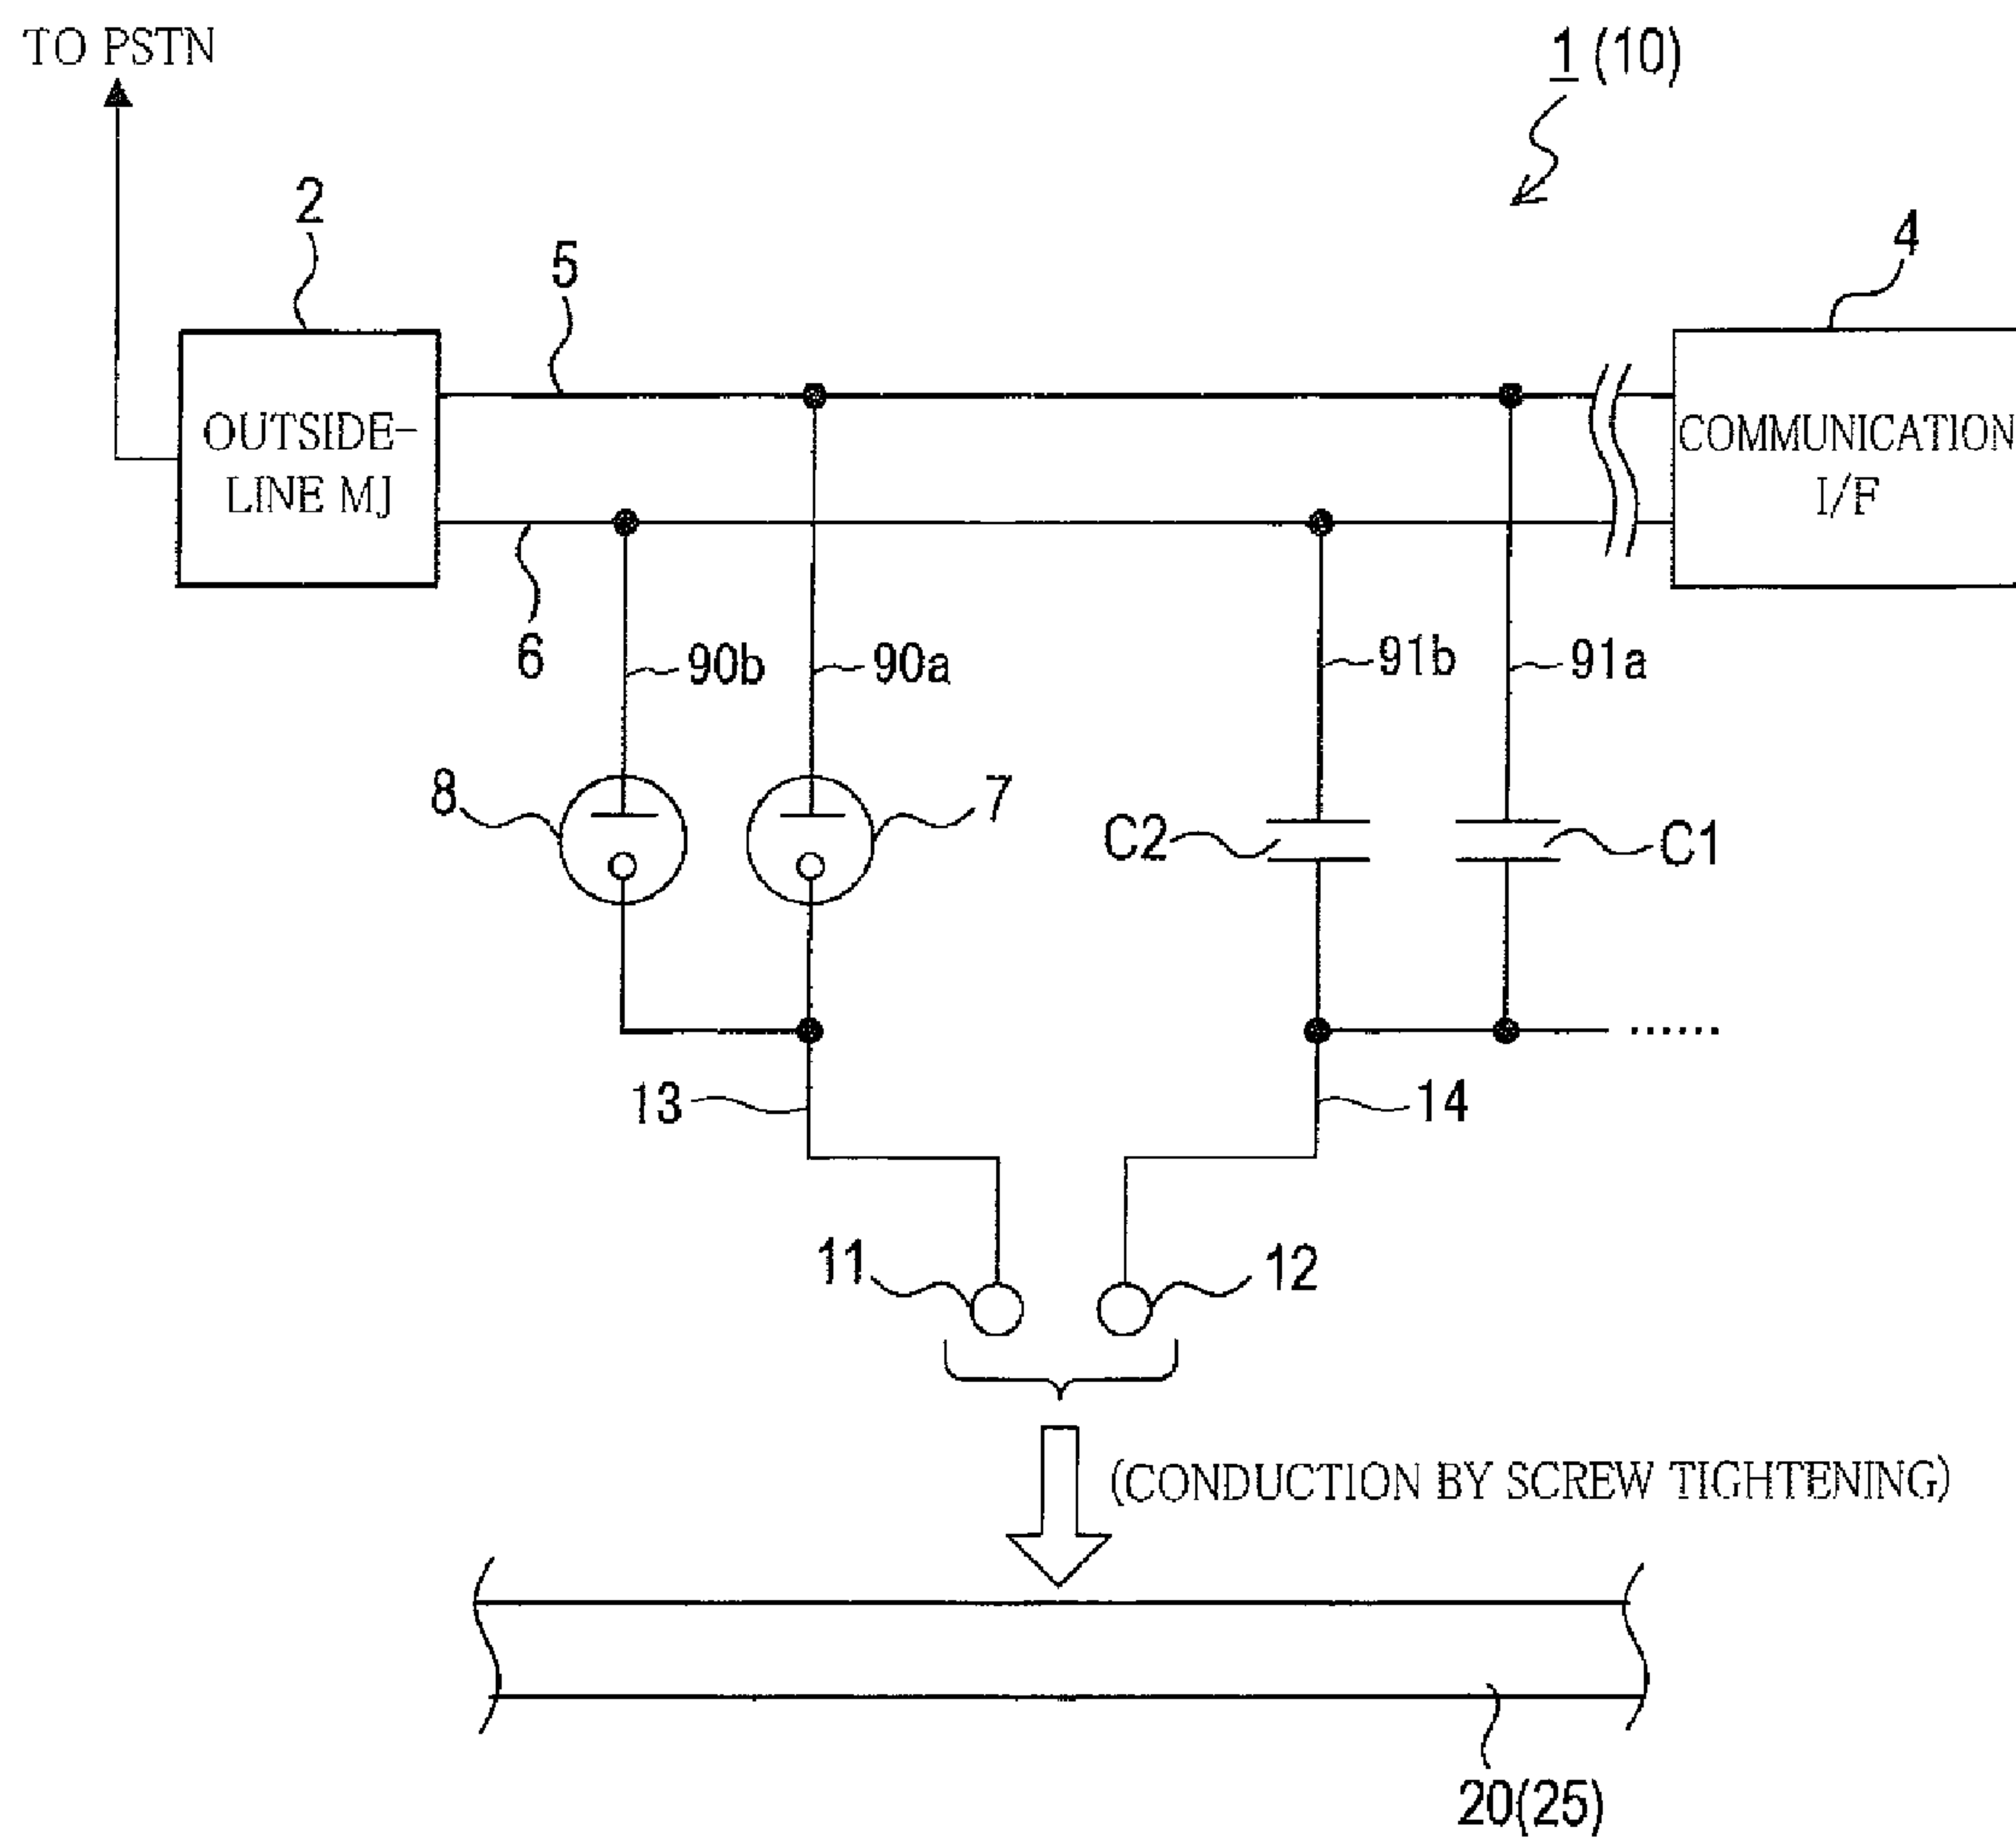 TO PSTN
1 (10)
2
5
4
OUTSIDE-
LINE MJ
COMMUNICATION
I/F
6
90b
90a
91b
91a
8
7
C2
C1
......
13
14
11
12
(CONDUCTION BY SCREW TIGHTENING)
20(25)